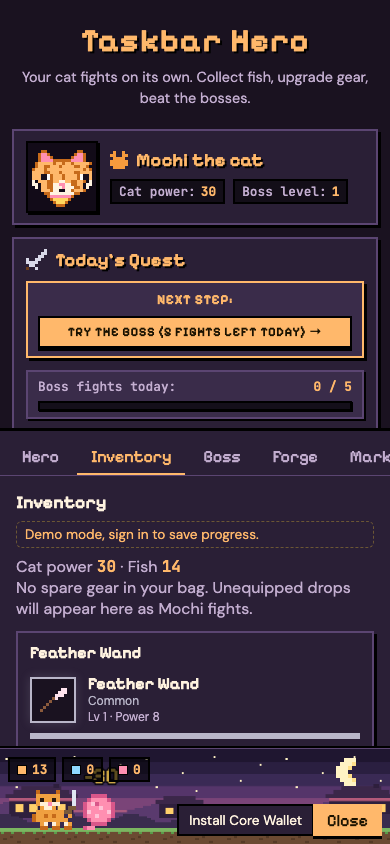 Taskbar Hero
Your cat fights on its own. Collect fish, upgrade gear,
beat the bosses.
Mochi the cat
Cat power: 30
Boss level: 1
Today's Quest
NEXT STEP:
TRY THE BOSS (5 FIGHTS LEFT TODAY) →
Boss fights today:
0 / 5
Hero
Inventory
Boss
Forge
Mark
Inventory
Demo mode, sign in to save progress.
Cat power 30 · Fish 14
No spare gear in your bag. Unequipped drops
will appear here as Mochi fights.
Feather Wand
Feather Wand
Common
Lv 1 · Power 8
13
0
0
Install Core Wallet
Close